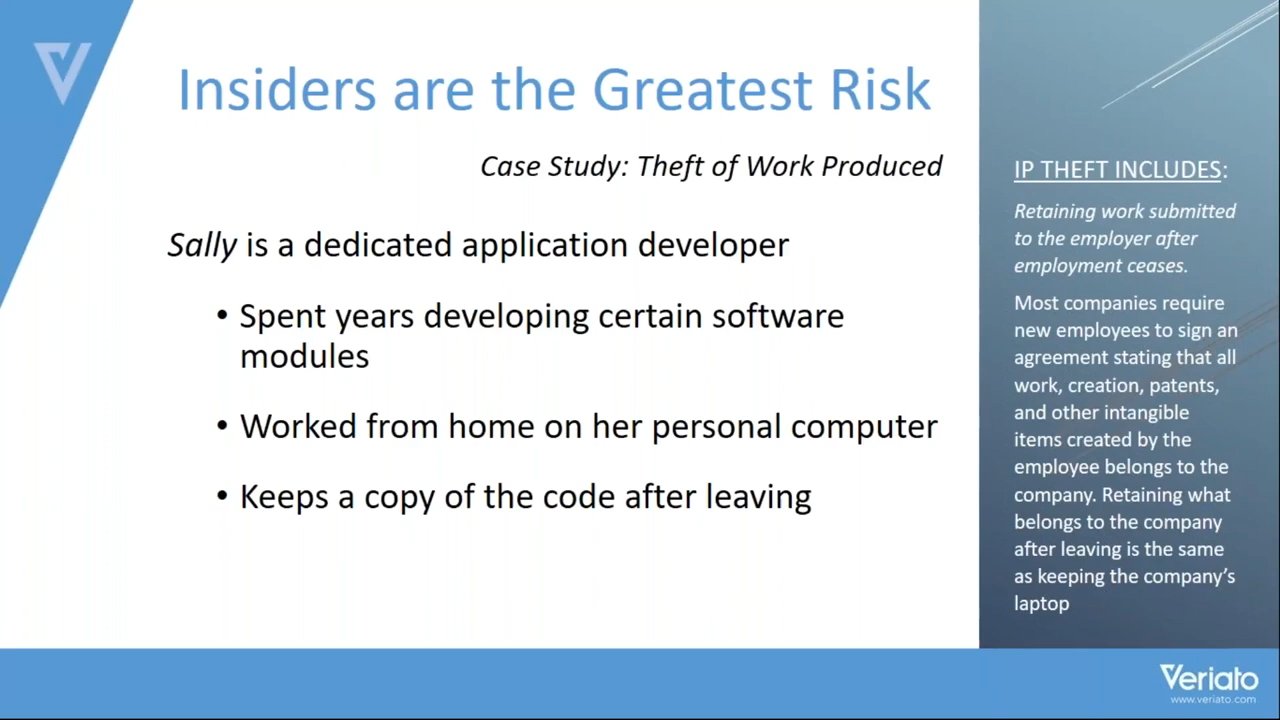 Insiders are the Greatest Risk
Case Study: Theft of Work Produced
Sally is a dedicated application developer
• Spent years developing certain software
modules
• Worked from home on her personal computer
• Keeps a copy of the code after leaving
IP THEFT INCLUDES:
Retaining work submitted
to the employer after
employment ceases.
Most companies require
new employees to sign an
agreement stating that all
work, creation, patents,
and other intangible
items created by the
employee belongs to the
company. Retaining what
belongs to the company
after leaving is the same
as keeping the company's
laptop
Veriato
www.veriato.com